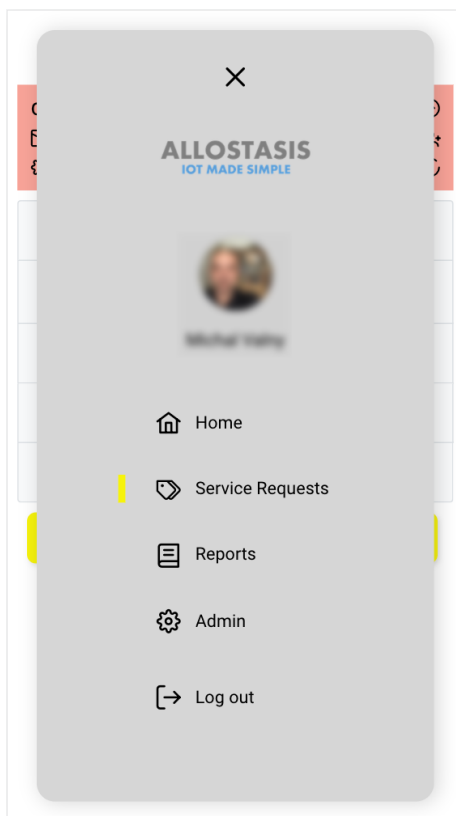 ALLOSTASIS
IOT MADE SIMPLE
Home
Service Requests
Reports
Admin
Log out